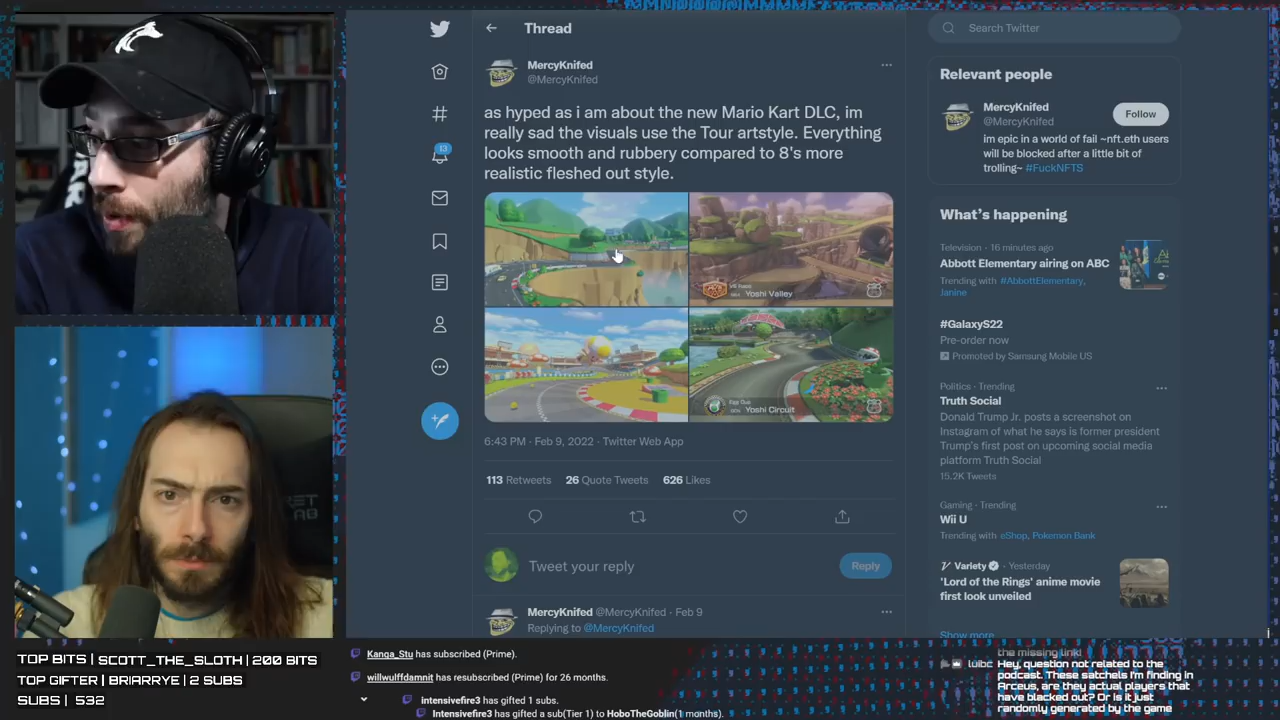 Thread
MercyKnifed
@MercyKnifed
as hyped as i am about the new Mario Kart DLC, im
really sad the visuals use the Tour artstyle. Everything
looks smooth and rubbery compared to 8's more
realistic fleshed out style.
Yoshi Valley
Egg Cup
Yoshi Circuit
6:43 PM · Feb 9, 2022 · Twitter Web App
113 Retweets 26 Quote Tweets 626 Likes
Tweet your reply
Reply
MercyKnifed @MercyKnifed · Feb 9
Replying to @MercyKnifed
13
Search Twitter
Relevant people
MercyKnifed
@MercyKnifed
Follow
im epic in a world of fail ~nft.eth users
will be blocked after a little bit of
trolling~ #FuckNFTS
What's happening
Television · 16 minutes ago
Abbott Elementary airing on ABC
Trending with #AbbottElementary,
Janine
#GalaxyS22
Pre-order now
Promoted by Samsung Mobile US
Politics · Trending
Truth Social
Donald Trump Jr. posts a screenshot on
Instagram of what he says is former president
Trump's first post on upcoming social media
platform Truth Social
15.2K Tweets
Gaming · Trending
Wii U
Trending with eShop, Pokemon Bank
Variety · Yesterday
'Lord of the Rings' anime movie
first look unveiled
Show more
TOP BITS | SCOTT_THE_SLOTH | 200 BITS
TOP GIFTER | BRIARRYE | 2 SUBS
SUBS | 532
Kanga_Stu has subscribed (Prime).
willwulffdamnit has resubscribed (Prime) for 26 months.
intensivefire3 has gifted 1 subs.
Intensivefire3 has gifted a sub(Tier 1) to HoboTheGoblin(1 months).
the missing link!
Hey, question not related to the
podcast. These satchels I'm finding in
Arceus, are they actual players that
have blacked out? Or is it just
randomly generated by the game